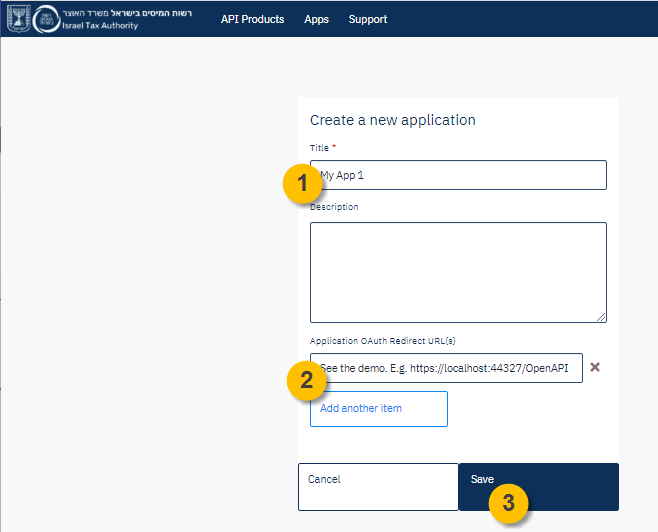 רשות המיסים בישראל משרד האוצר
Israel Tax Authority
API Products Apps Support
Create a new application
Title *
1
My App 1
Description
Application OAuth Redirect URL(s)
2
See the demo. E.g. https://localhost:44327/OpenAPI
Add another item
Cancel
Save
3